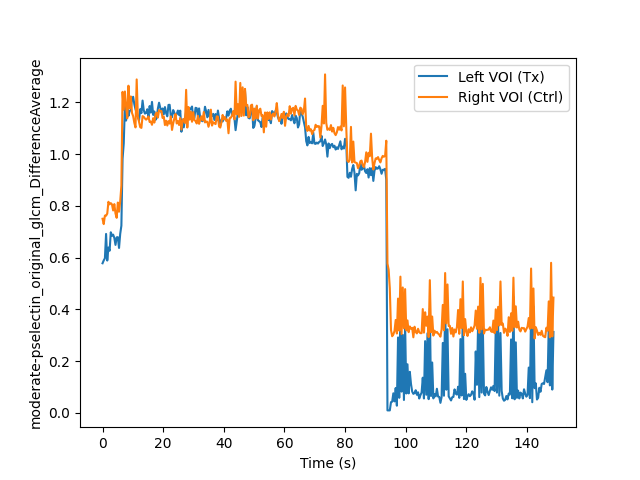 moderate-pselectin_original_glcm_DifferenceAverage
1.2
1.0
0.8
0.6
0.4
0.2
0.0
Left VOI (Tx)
Right VOI (Ctrl)
0 20 40 60 80 100 120 140
Time (s)